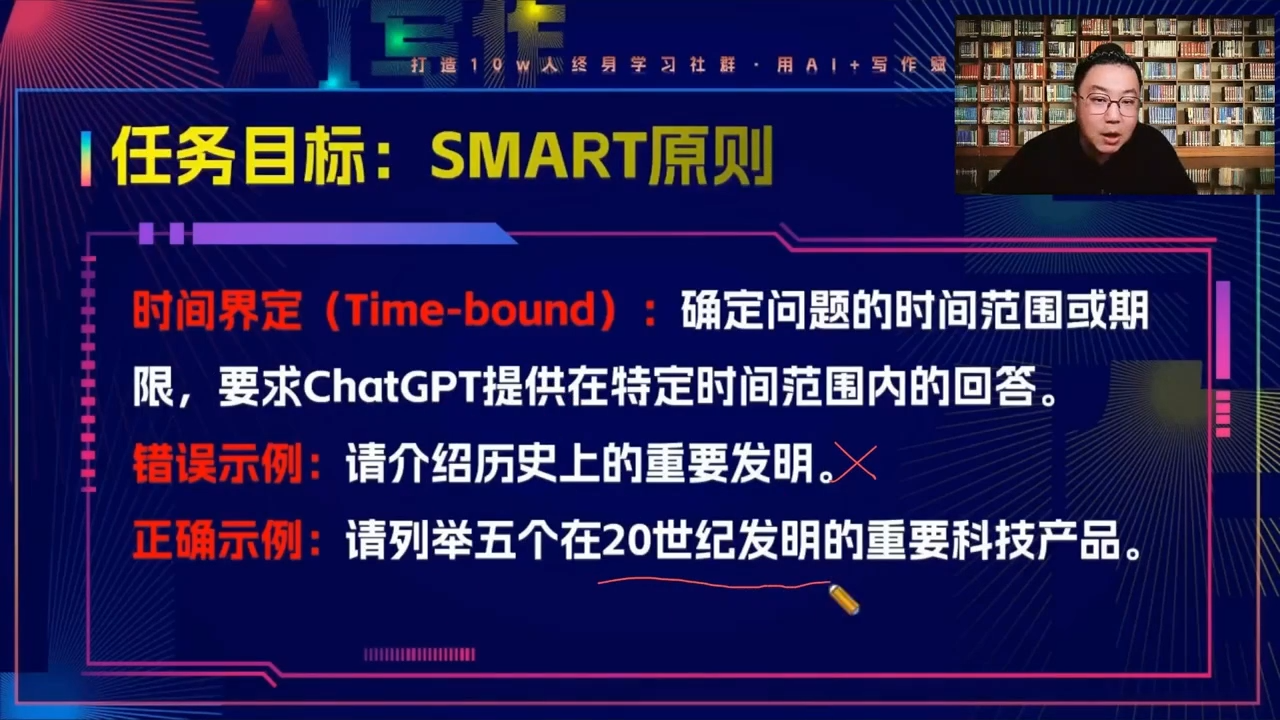 AI写作
打造10w人终身学习社群·用AI+写作赋
任务目标：SMART原则
时间界定（Time-bound）：确定问题的时间范围或期
限，要求ChatGPT提供在特定时间范围内的回答。
错误示例：请介绍历史上的重要发明。
正确示例：请列举五个在20世纪发明的重要科技产品。